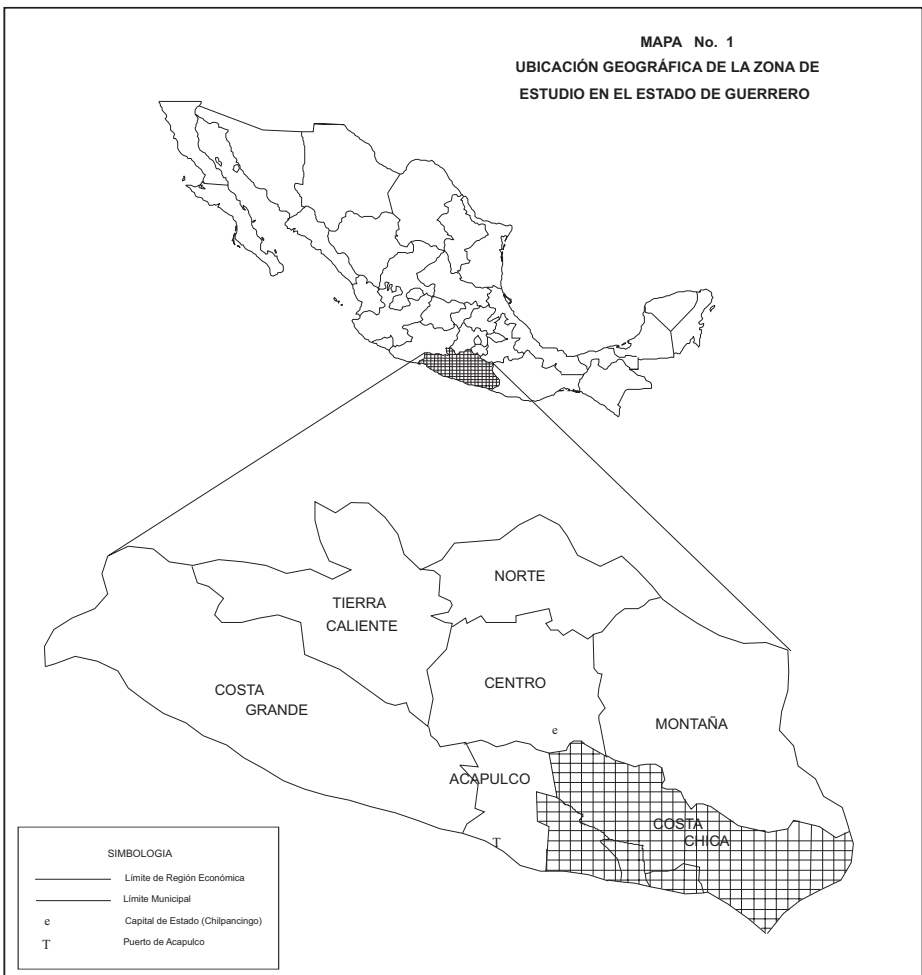 MAPA No. 1
UBICACIÓN GEOGRÁFICA DE LA ZONA DE
ESTUDIO EN EL ESTADO DE GUERRERO
NORTE
TIERRA
CALIENTE
CENTRO
COSTA
GRANDE
MONTAÑA
e
ACAPULCO
COSTA
CHICA
T
SIMBOLOGIA
Límite de Región Económica
Límite Municipal
e Capital de Estado (Chilpancingo)
T Puerto de Acapulco